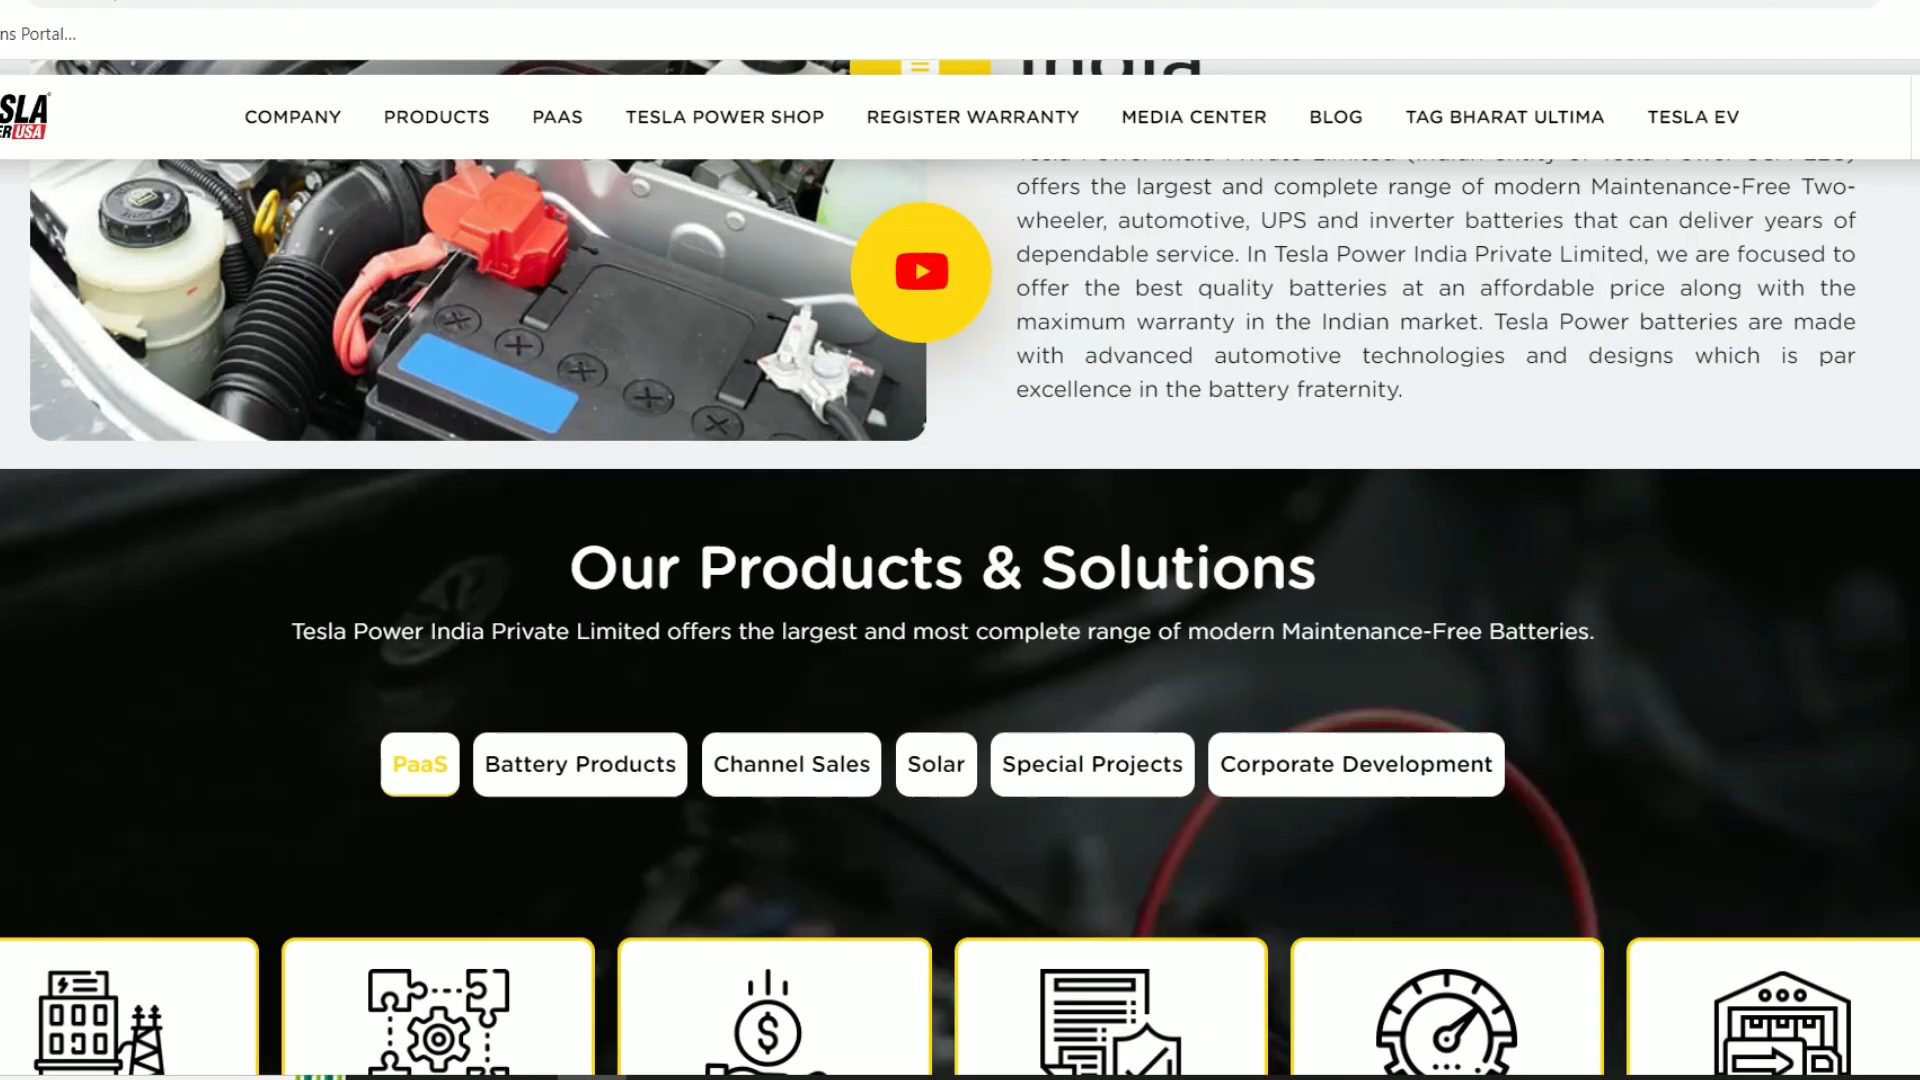 ns Portal...
India
SLA
ER USA
COMPANY PRODUCTS PAAS TESLA POWER SHOP REGISTER WARRANTY MEDIA CENTER BLOG TAG BHARAT ULTIMA TESLA EV
offers the largest and complete range of modern Maintenance-Free Two-
wheeler, automotive, UPS and inverter batteries that can deliver years of
dependable service. In Tesla Power India Private Limited, we are focused to
offer the best quality batteries at an affordable price along with the
maximum warranty in the Indian market. Tesla Power batteries are made
with advanced automotive technologies and designs which is par
excellence in the battery fraternity.
Our Products & Solutions
Tesla Power India Private Limited offers the largest and most complete range of modern Maintenance-Free Batteries.
PaaS Battery Products Channel Sales Solar Special Projects Corporate Development